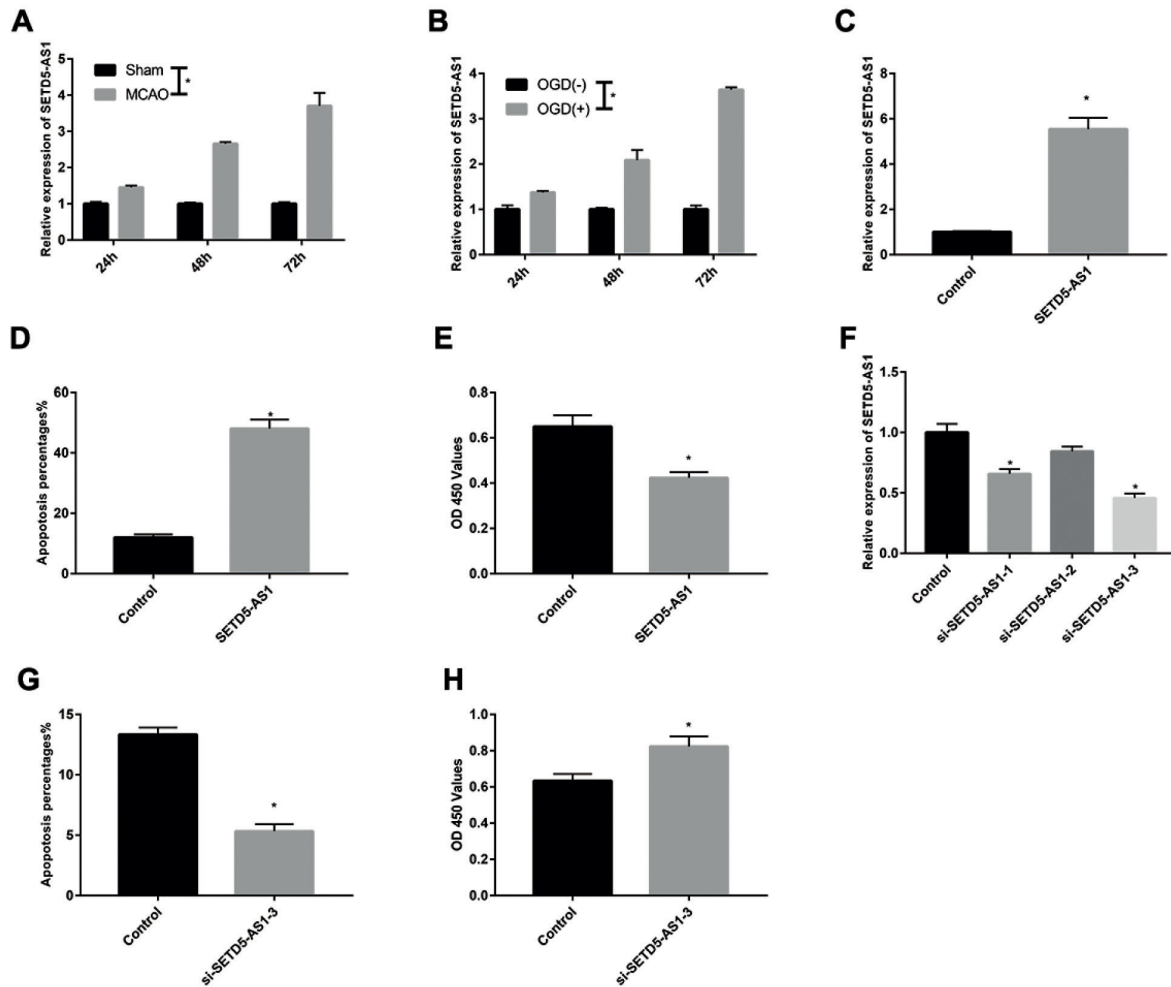 A
Relative expression of SETD5-AS1
5
4
3
2
1
0
Sham
MCAO
*
24h
48h
72h
B
Relative expression of SETD5-AS1
4
3
2
1
0
OGD(-)
OGD(+)
*
24h
48h
72h
C
Relative expression of SETD5-AS1
8
6
4
2
0
*
Control
SETD5-AS1
D
Apopotosis percentages%
60
40
20
0
*
Control
SETD5-AS1
E
OD 450 Values
0.8
0.6
0.4
0.2
0.0
*
Control
SETD5-AS1
F
Relative expression of SETD5-AS1
1.5
1.0
0.5
0.0
*
*
Control
si-SETD5-AS1-1
si-SETD5-AS1-2
si-SETD5-AS1-3
G
Apopotosis percentages%
15
10
5
0
*
Control
si-SETD5-AS1-3
H
OD 450 Values
1.0
0.8
0.6
0.4
0.2
0.0
*
Control
si-SETD5-AS1-3